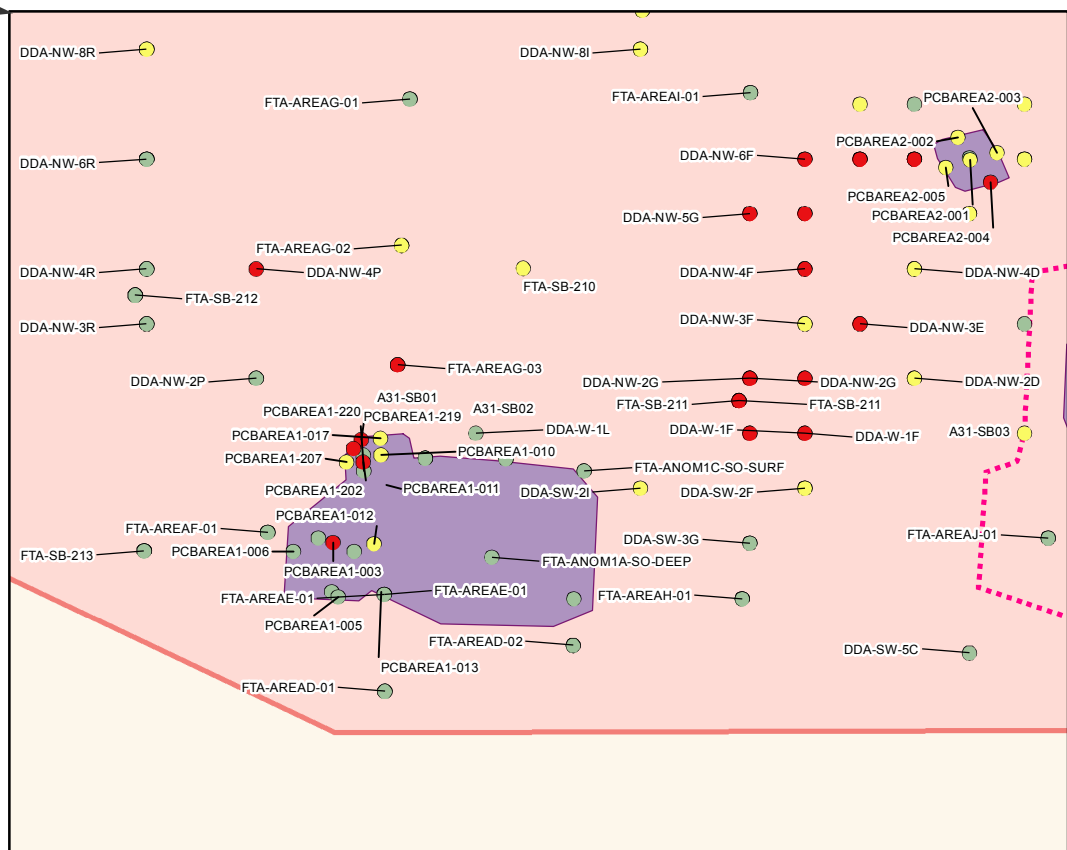 DDA-NW-8R
DDA-NW-8I
FTA-AREAG-01
FTA-AREAI-01
PCBAREA2-003
PCBAREA2-002
DDA-NW-6R
DDA-NW-6F
PCBAREA2-005
PCBAREA2-001
DDA-NW-5G
PCBAREA2-004
FTA-AREAG-02
DDA-NW-4R
DDA-NW-4P
DDA-NW-4F
DDA-NW-4D
FTA-SB-210
FTA-SB-212
DDA-NW-3R
DDA-NW-3F
DDA-NW-3E
FTA-AREAG-03
DDA-NW-2P
DDA-NW-2G
DDA-NW-2G
DDA-NW-2D
A31-SB01
FTA-SB-211
FTA-SB-211
PCBAREA1-220
PCBAREA1-219
A31-SB02
PCBAREA1-017
DDA-W-1L
DDA-W-1F
DDA-W-1F
A31-SB03
PCBAREA1-207
PCBAREA1-010
FTA-ANOM1C-SO-SURF
PCBAREA1-202
PCBAREA1-011
DDA-SW-2I
DDA-SW-2F
PCBAREA1-012
FTA-AREAF-01
FTA-AREAJ-01
DDA-SW-3G
FTA-SB-213
PCBAREA1-006
FTA-ANOM1A-SO-DEEP
PCBAREA1-003
FTA-AREAE-01
FTA-AREAE-01
FTA-AREAH-01
PCBAREA1-005
FTA-AREAD-02
DDA-SW-5C
PCBAREA1-013
FTA-AREAD-01